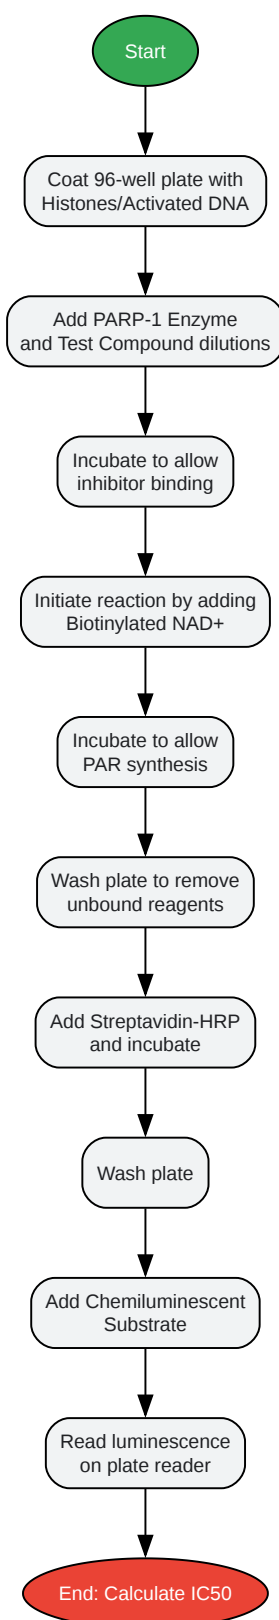 Start
Coat 96-well plate with
Histones/Activated DNA
Add PARP-1 Enzyme
and Test Compound dilutions
Incubate to allow
inhibitor binding
Initiate reaction by adding
Biotinylated NAD+
Incubate to allow
PAR synthesis
Wash plate to remove
unbound reagents
Add Streptavidin-HRP
and incubate
Wash plate
Add Chemiluminescent
Substrate
Read luminescence
on plate reader
End: Calculate IC50